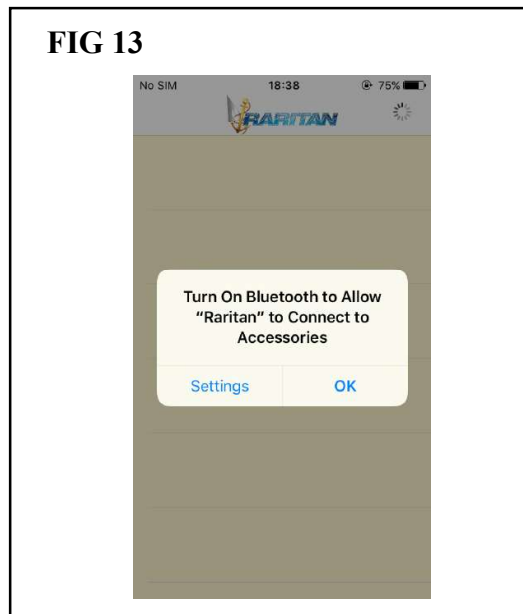 FIG 13
No SIM 18:38 75%
RARITAN
Turn On Bluetooth to Allow
“Raritan” to Connect to
Accessories
Settings OK